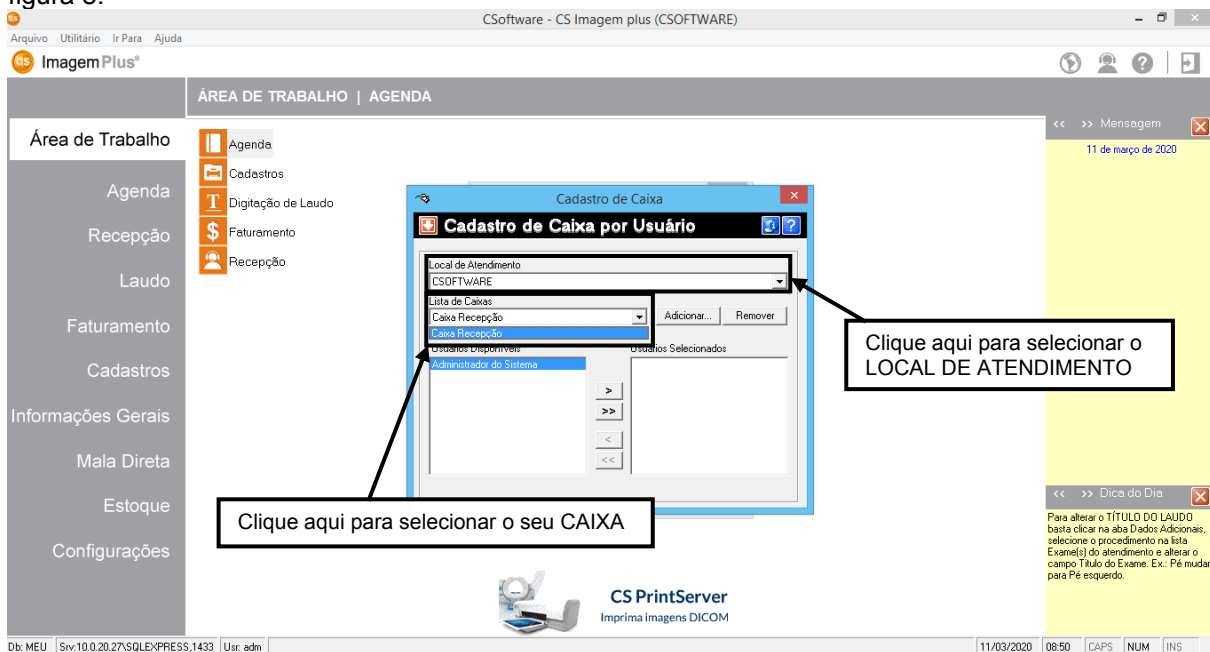 CSoftware - CS Imagem plus (CSOFTWARE)
Arquivo Utilitário Ir Para Ajuda
CS ImagemPlus®
ÁREA DE TRABALHO | AGENDA
Área de Trabalho
Agenda
Recepção
Laudo
Faturamento
Cadastros
Informações Gerais
Mala Direta
Estoque
Configurações
Agenda
Cadastros
Digitação de Laudo
Faturamento
Recepção
Cadastro de Caixa
Cadastro de Caixa por Usuário
Local de Atendimento
CSOFTWARE
Lista de Caixas
Caixa Recepção
Adicionar... Remover
Caixa Recepção
Usuários Disponíveis Usuários Selecionados
Administrador do Sistema
>
>>
<
<<
Clique aqui para selecionar o
LOCAL DE ATENDIMENTO
Clique aqui para selecionar o seu CAIXA
<< >> Mensagem
11 de março de 2020
<< >> Dica do Dia
Para alterar o TÍTULO DO LAUDO
basta clicar na aba Dados Adicionais,
selecione o procedimento na lista
Exame(s) do atendimento e alterar o
campo Título do Exame. Ex.: Pé mudar
para Pé esquerdo.
CS PrintServer
Imprima imagens DICOM
Db: MEU Srv:10.0.20.27\SQLEXPRESS,1433 Usr: adm 11/03/2020 08:50 CAPS NUM INS